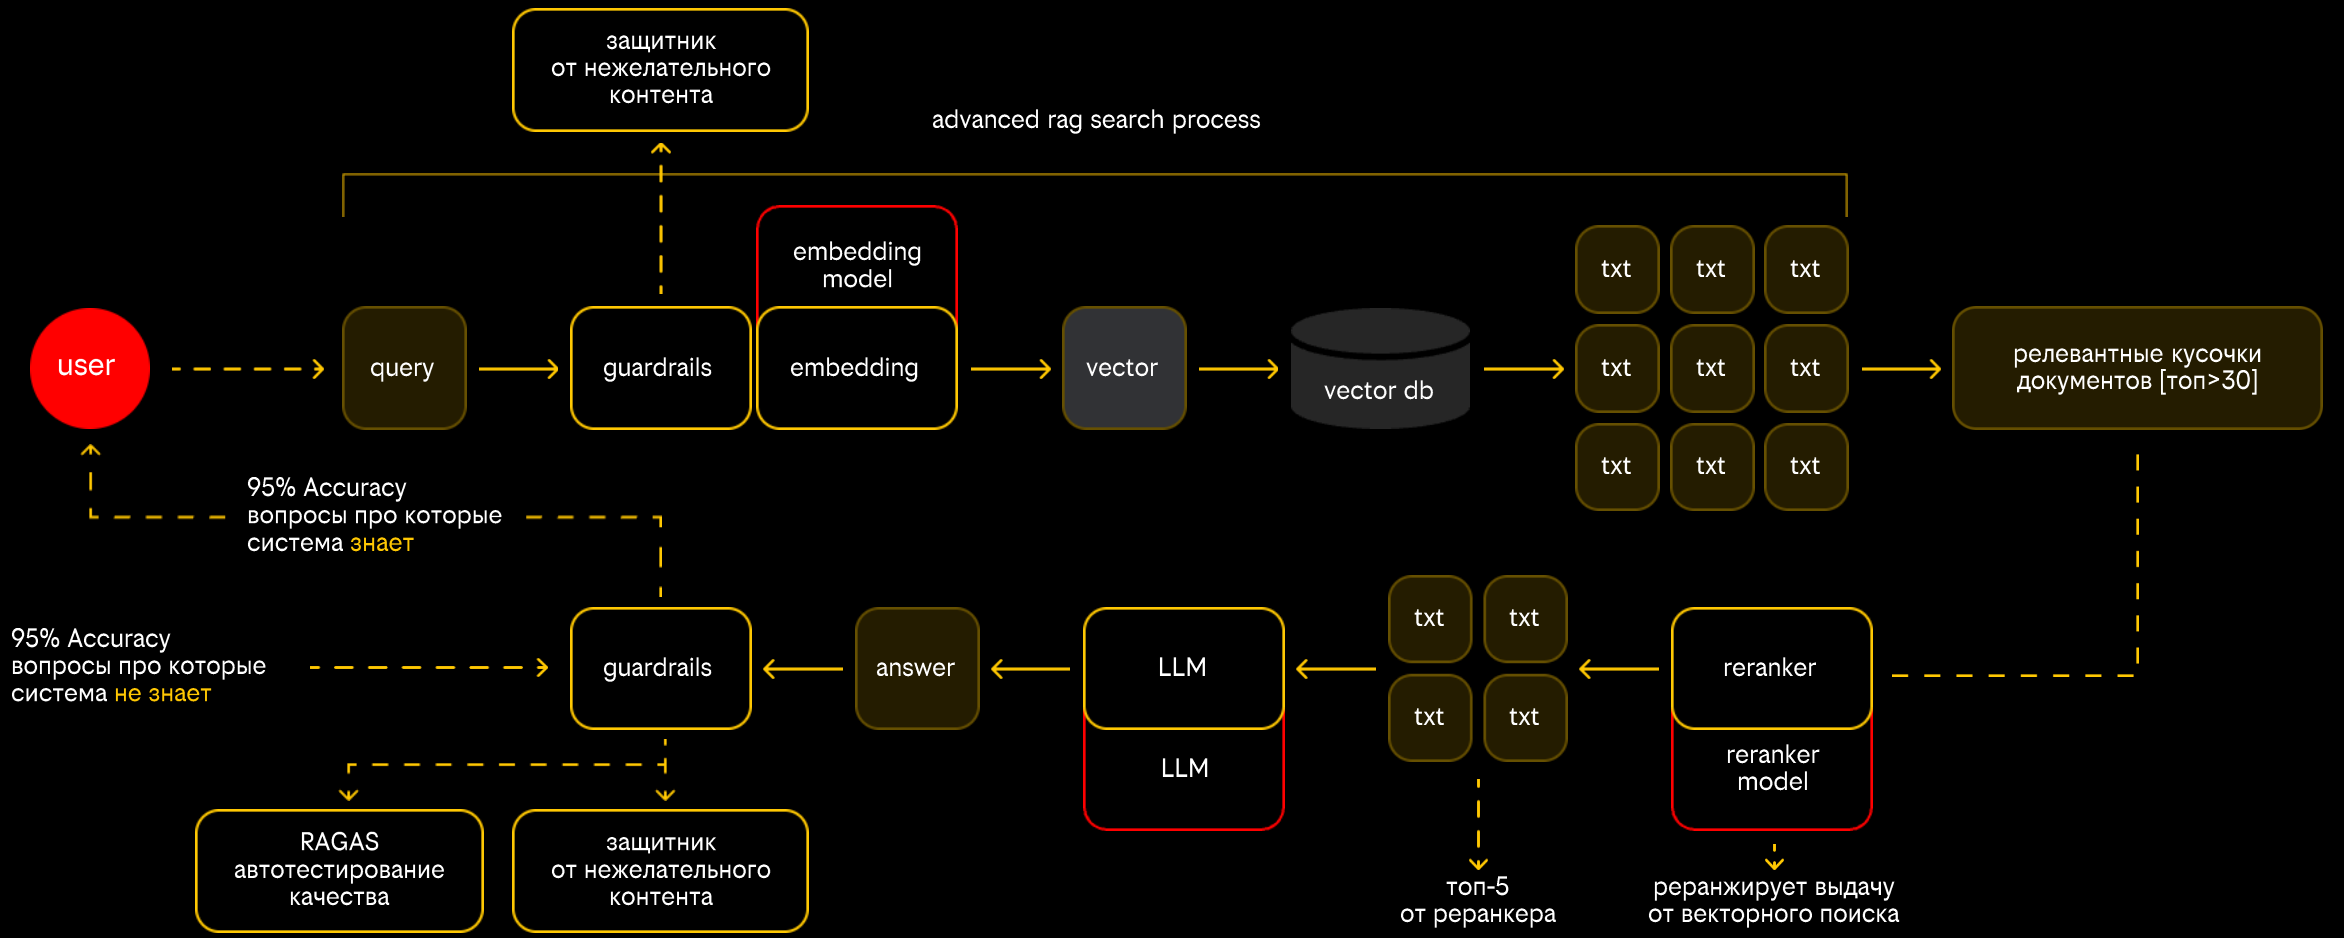 защитник
от нежелательного
контента
advanced rag search process
embedding
model
user
query
guardrails
embedding
vector
vector db
txt
txt
txt
txt
txt
txt
txt
txt
txt
релевантные кусочки
документов [топ>30]
95% Accuracy
вопросы про которые
система знает
95% Accuracy
вопросы про которые
система не знает
guardrails
answer
LLM
LLM
txt
txt
txt
txt
reranker
reranker
model
RAGAS
автотестирование
качества
защитник
от нежелательного
контента
топ-5
от реранкера
реранжирует выдачу
от векторного поиска